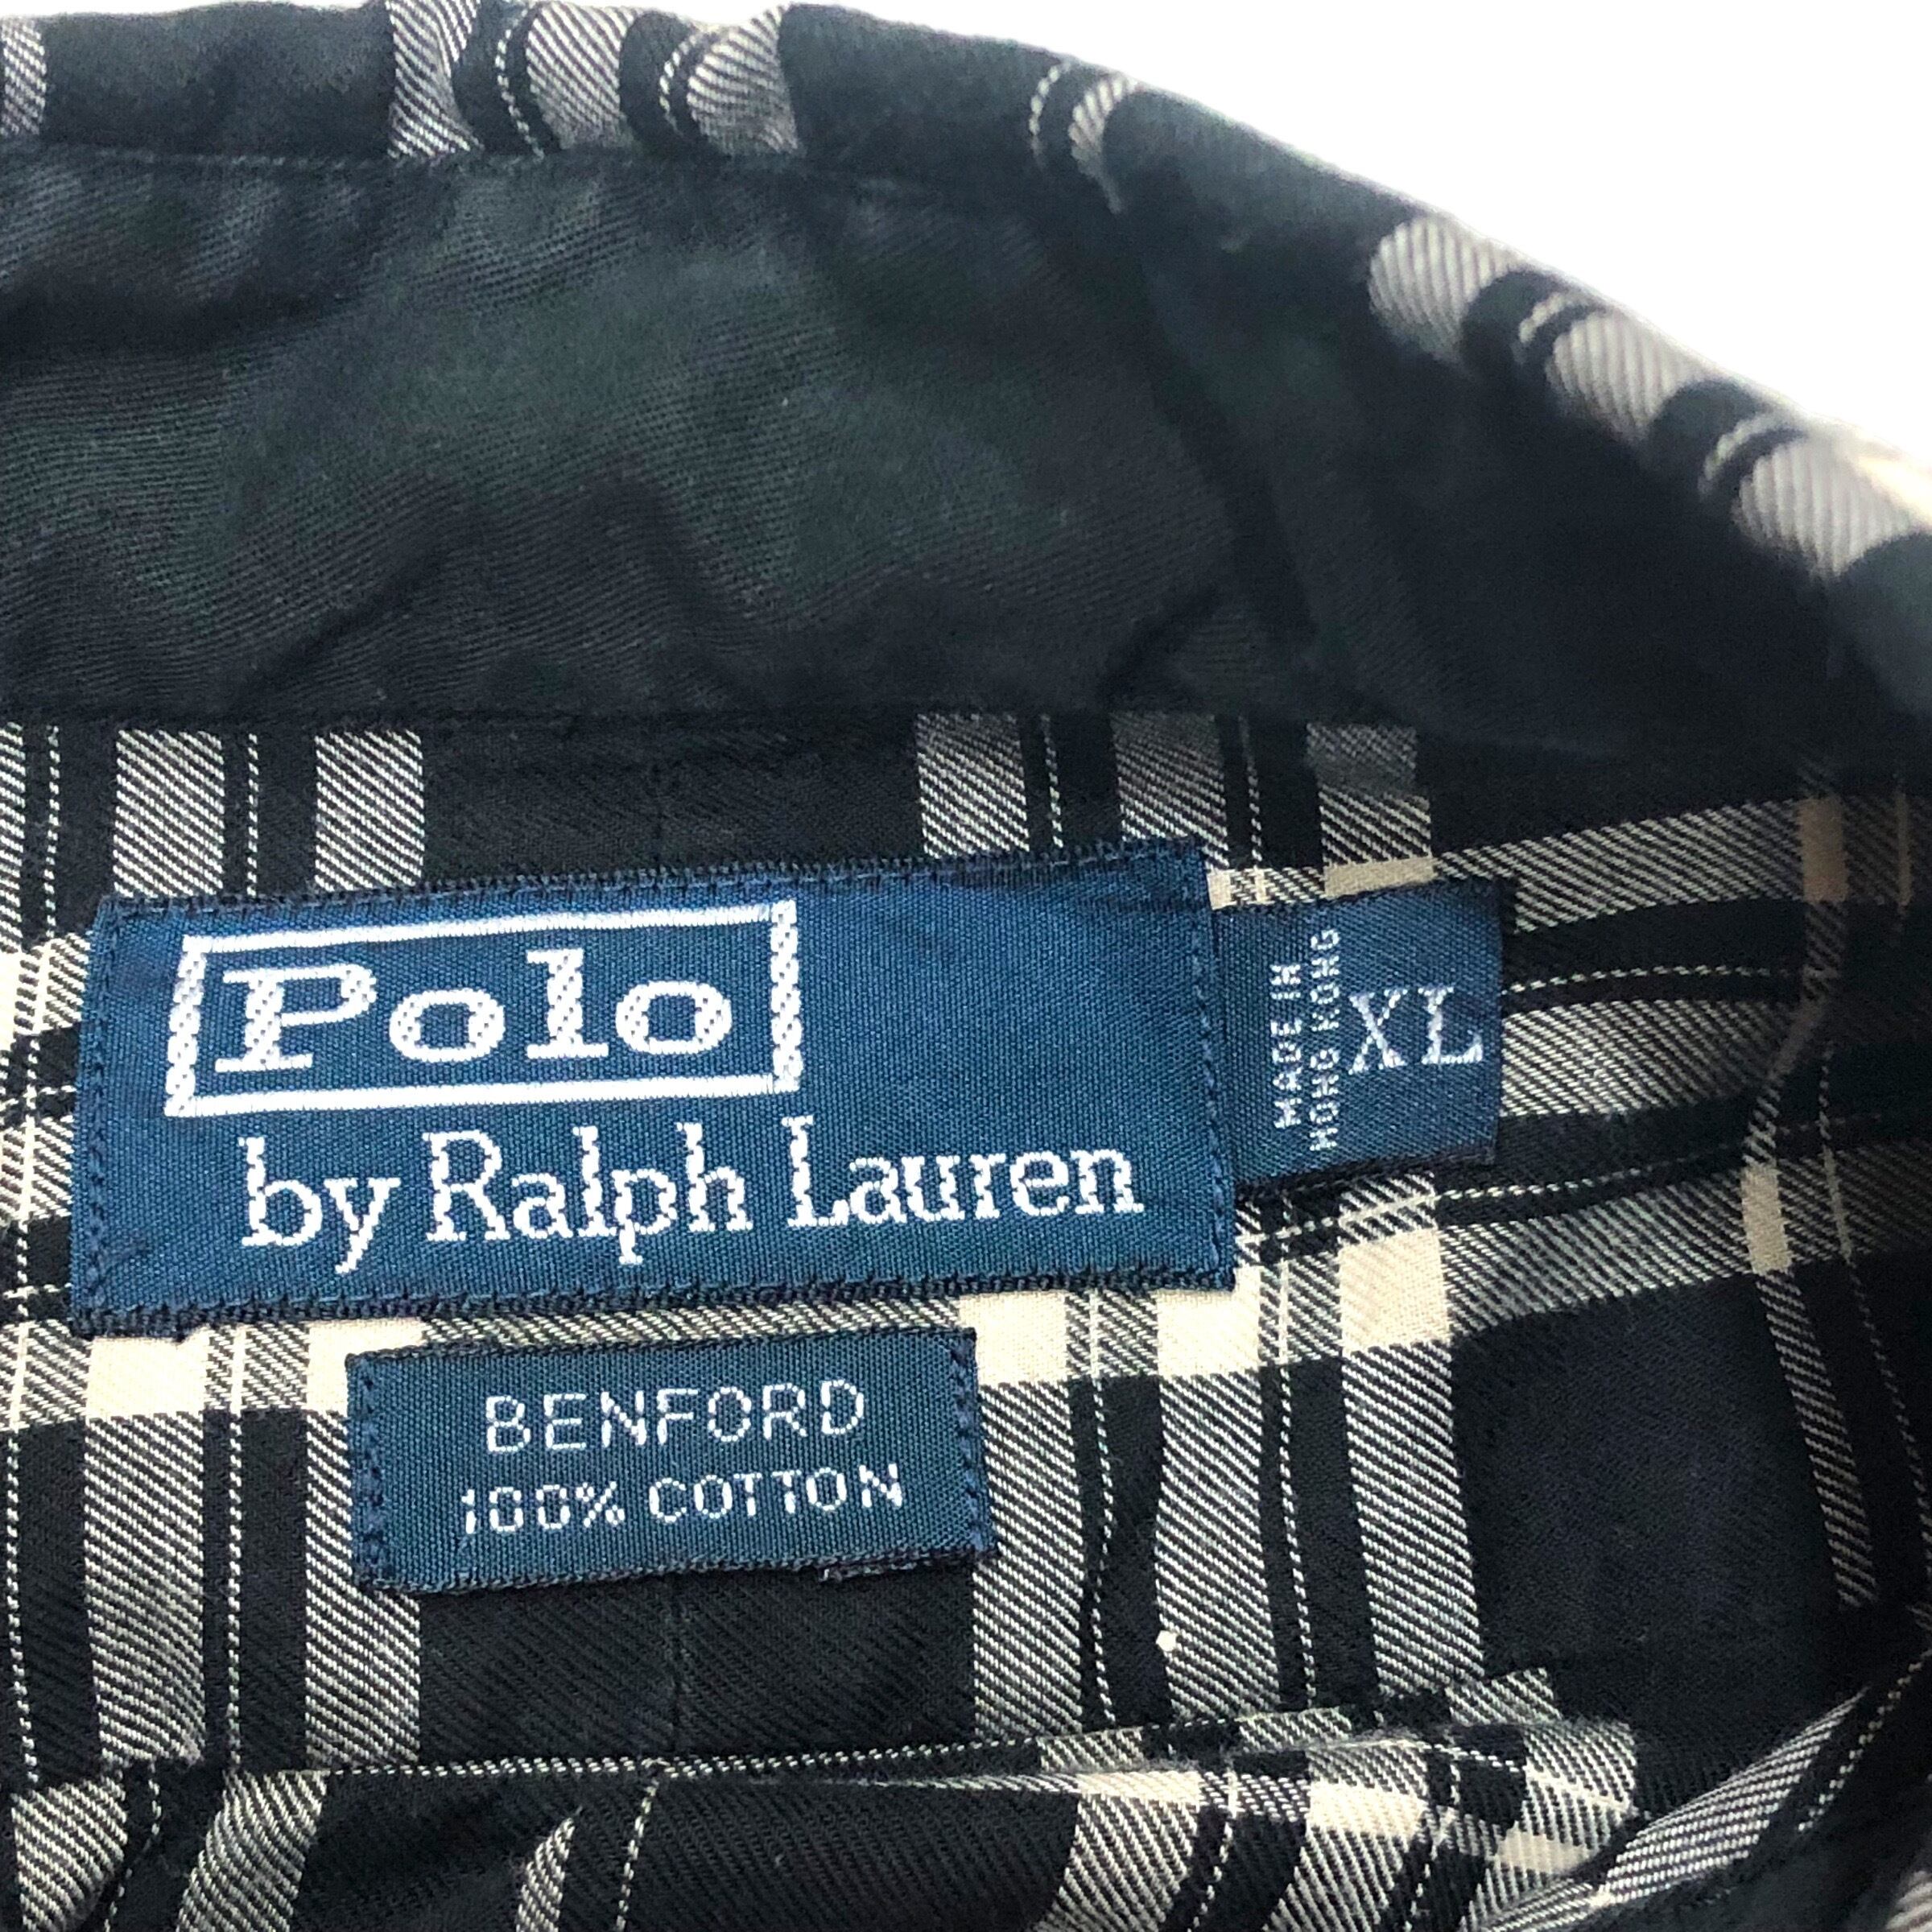 Polo
by Ralph Lauren
MADE IN
HONG KONG
XL
BENFORD
100% COTTON